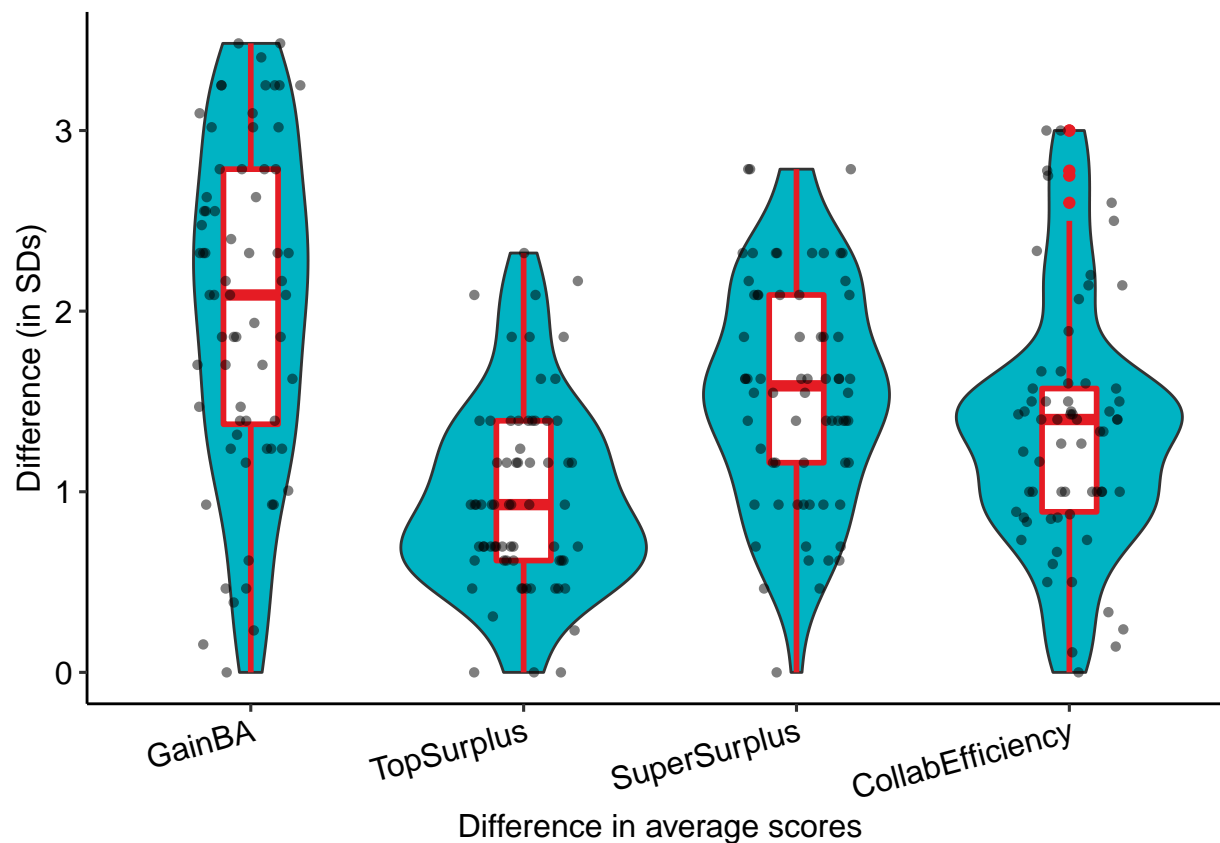 Difference (in SDs)
3
2
1
0
GainBA
TopSurplus
SuperSurplus
CollabEfficiency
Difference in average scores